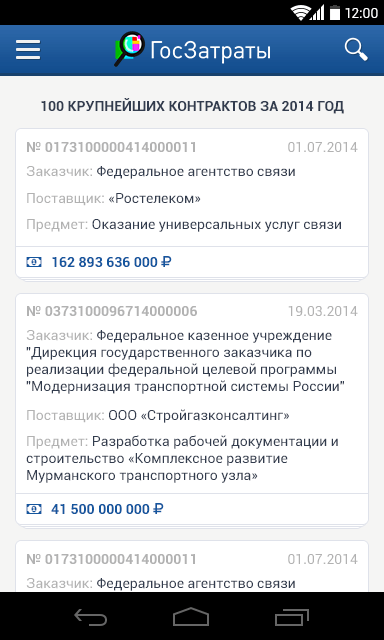 12:00
ГосЗатраты
100 КРУПНЕЙШИХ КОНТРАКТОВ ЗА 2014 ГОД
№ 0173100000414000011 01.07.2014
Заказчик: Федеральное агентство связи
Поставщик: «Ростелеком»
Предмет: Оказание универсальных услуг связи
162 893 636 000 ₽
№ 0373100096714000006 19.03.2014
Заказчик: Федеральное казенное учреждение
"Дирекция государственного заказчика по
реализации федеральной целевой программы
"Модернизация транспортной системы России"
Поставщик: ООО «Стройгазконсалтинг»
Предмет: Разработка рабочей документации и
строительство «Комплексное развитие
Мурманского транспортного узла»
41 500 000 000 ₽
№ 0173100000414000011 01.07.2014
Заказчик: Федеральное агентство связи